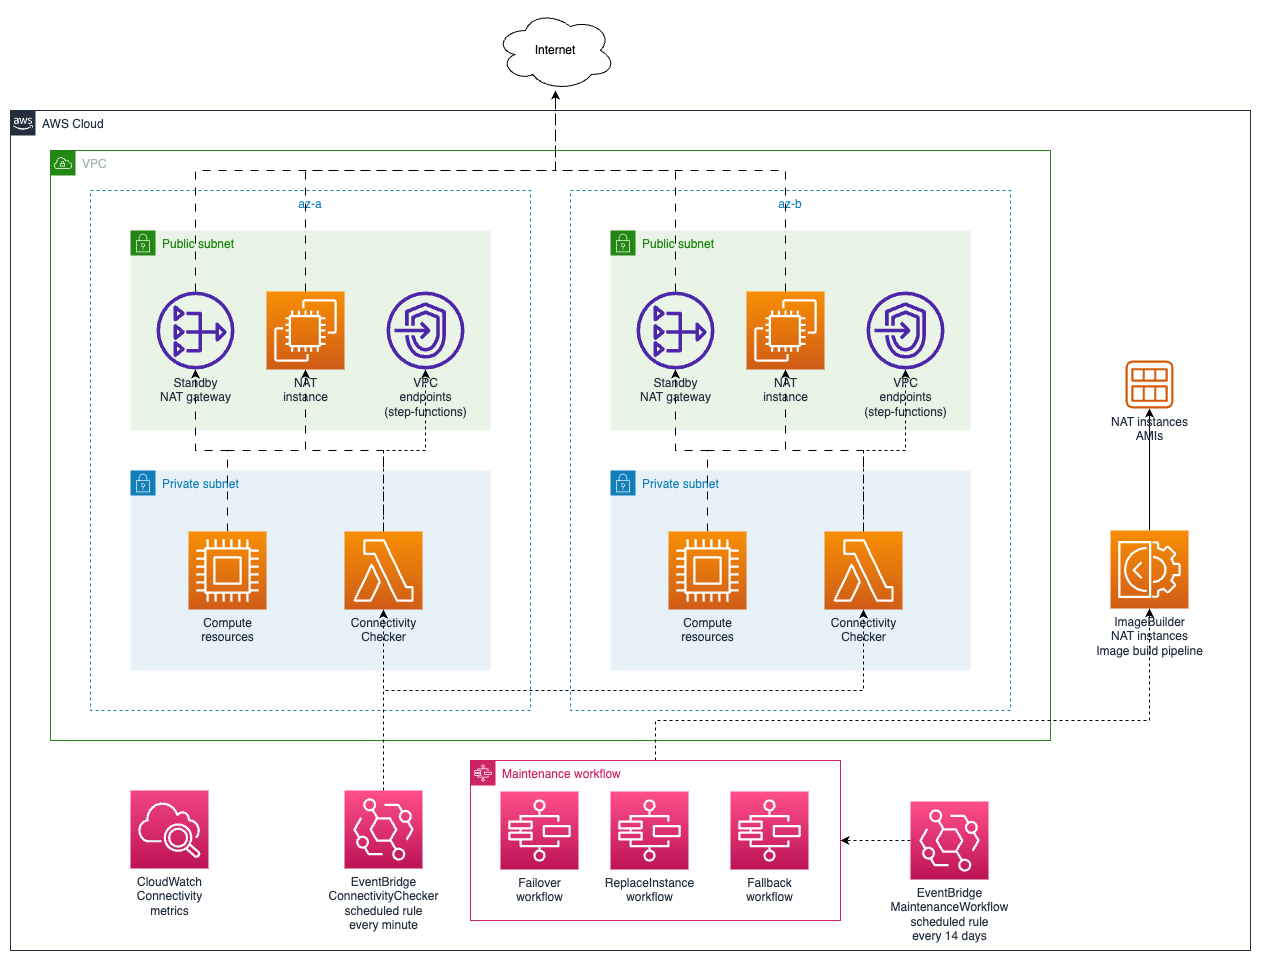 Internet
aws
AWS Cloud
VPC
az-a
az-b
Public subnet
Public subnet
Standby
NAT gateway
NAT
instance
VPC
endpoints
(step-functions)
Standby
NAT gateway
NAT
instance
VPC
endpoints
(step-functions)
NAT instances
AMIs
Private subnet
Private subnet
Compute
resources
Connectivity
Checker
Compute
resources
Connectivity
Checker
ImageBuilder
NAT instances
Image build pipeline
Maintenance workflow
CloudWatch
Connectivity
metrics
EventBridge
ConnectivityChecker
scheduled rule
every minute
Failover
workflow
ReplaceInstance
workflow
Fallback
workflow
EventBridge
MaintenanceWorkflow
scheduled rule
every 14 days